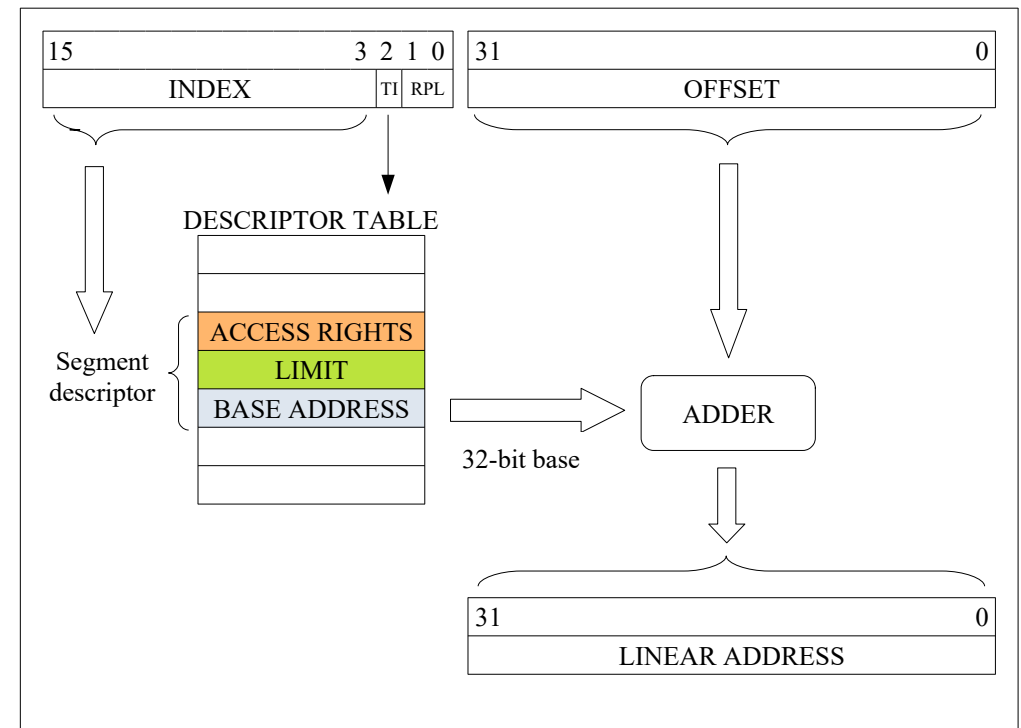 15 3 2 1 0
INDEX TI RPL
31 0
OFFSET
DESCRIPTOR TABLE
ACCESS RIGHTS
LIMIT
BASE ADDRESS
Segment
descriptor
32-bit base
ADDER
31 0
LINEAR ADDRESS